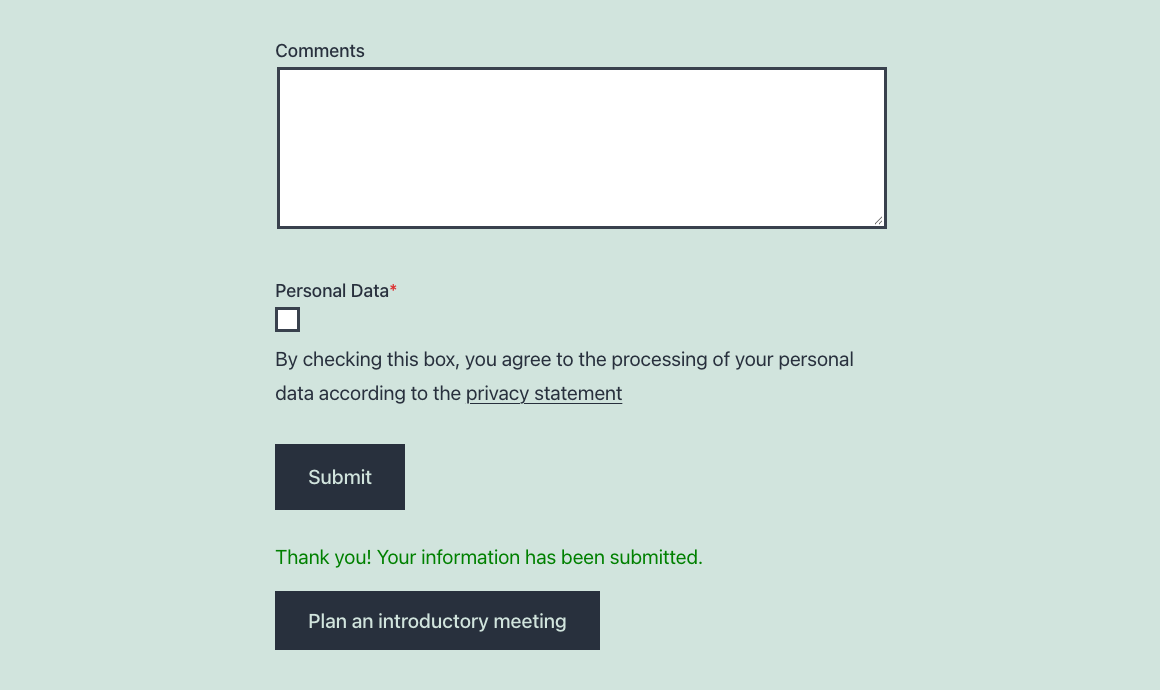 Comments
Personal Data*
By checking this box, you agree to the processing of your personal
data according to the privacy statement
Submit
Thank you! Your information has been submitted.
Plan an introductory meeting